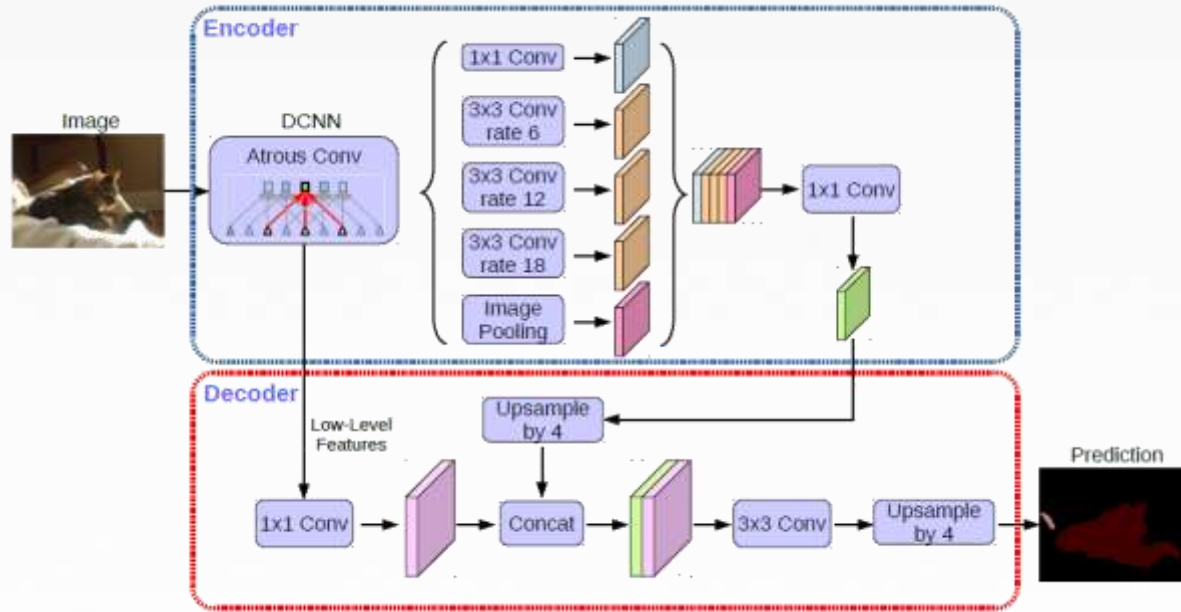 Encoder
Image
DCNN
Atrous Conv
1x1 Conv
3x3 Conv
rate 6
3x3 Conv
rate 12
3x3 Conv
rate 18
Image
Pooling
1x1 Conv
Decoder
Low-Level
Features
Upsample
by 4
1x1 Conv
Concat
3x3 Conv
Upsample
by 4
Prediction